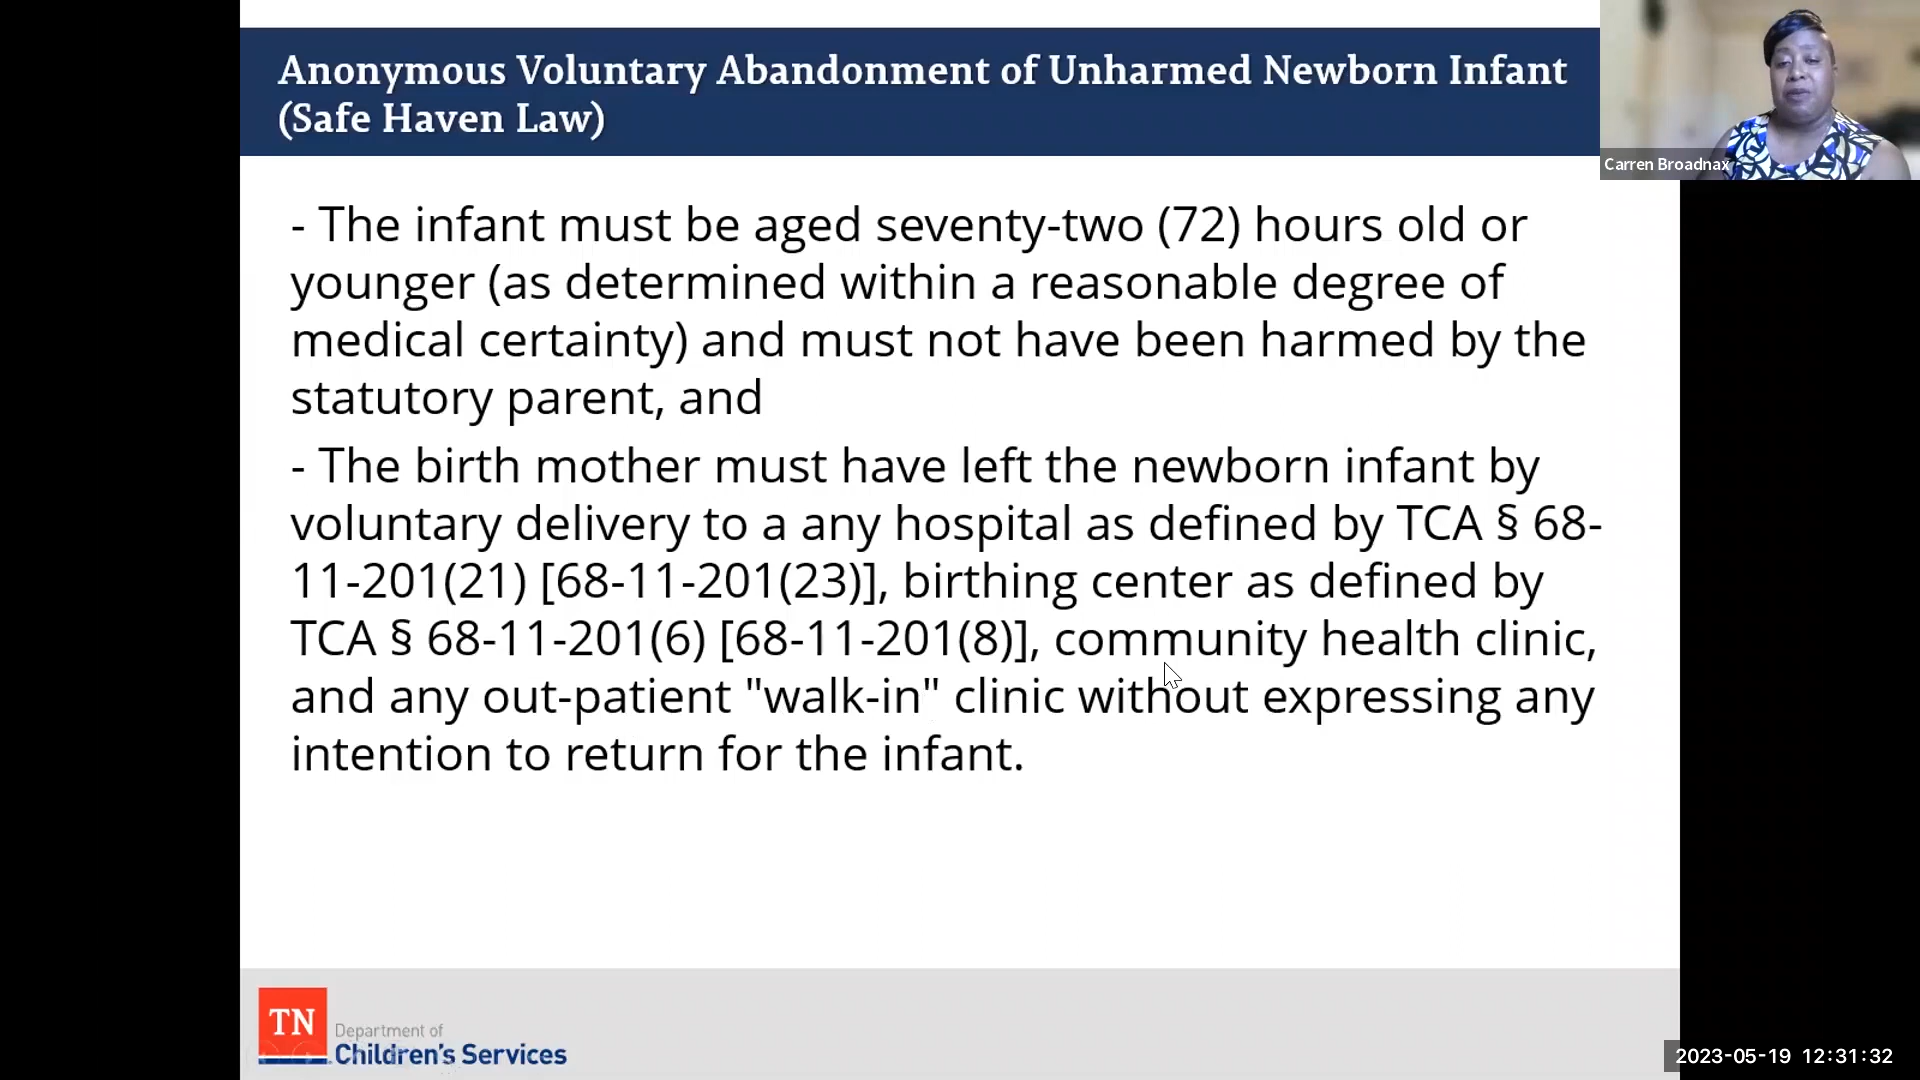 Anonymous Voluntary Abandonment of Unharmed Newborn Infant
(Safe Haven Law)
Carren Broadnax
- The infant must be aged seventy-two (72) hours old or
younger (as determined within a reasonable degree of
medical certainty) and must not have been harmed by the
statutory parent, and
- The birth mother must have left the newborn infant by
voluntary delivery to a any hospital as defined by TCA § 68-
11-201(21) [68-11-201(23)], birthing center as defined by
TCA § 68-11-201(6) [68-11-201(8)], community health clinic,
and any out-patient "walk-in" clinic without expressing any
intention to return for the infant.
TN
Department of
Children's Services
2023-05-19 12:31:32